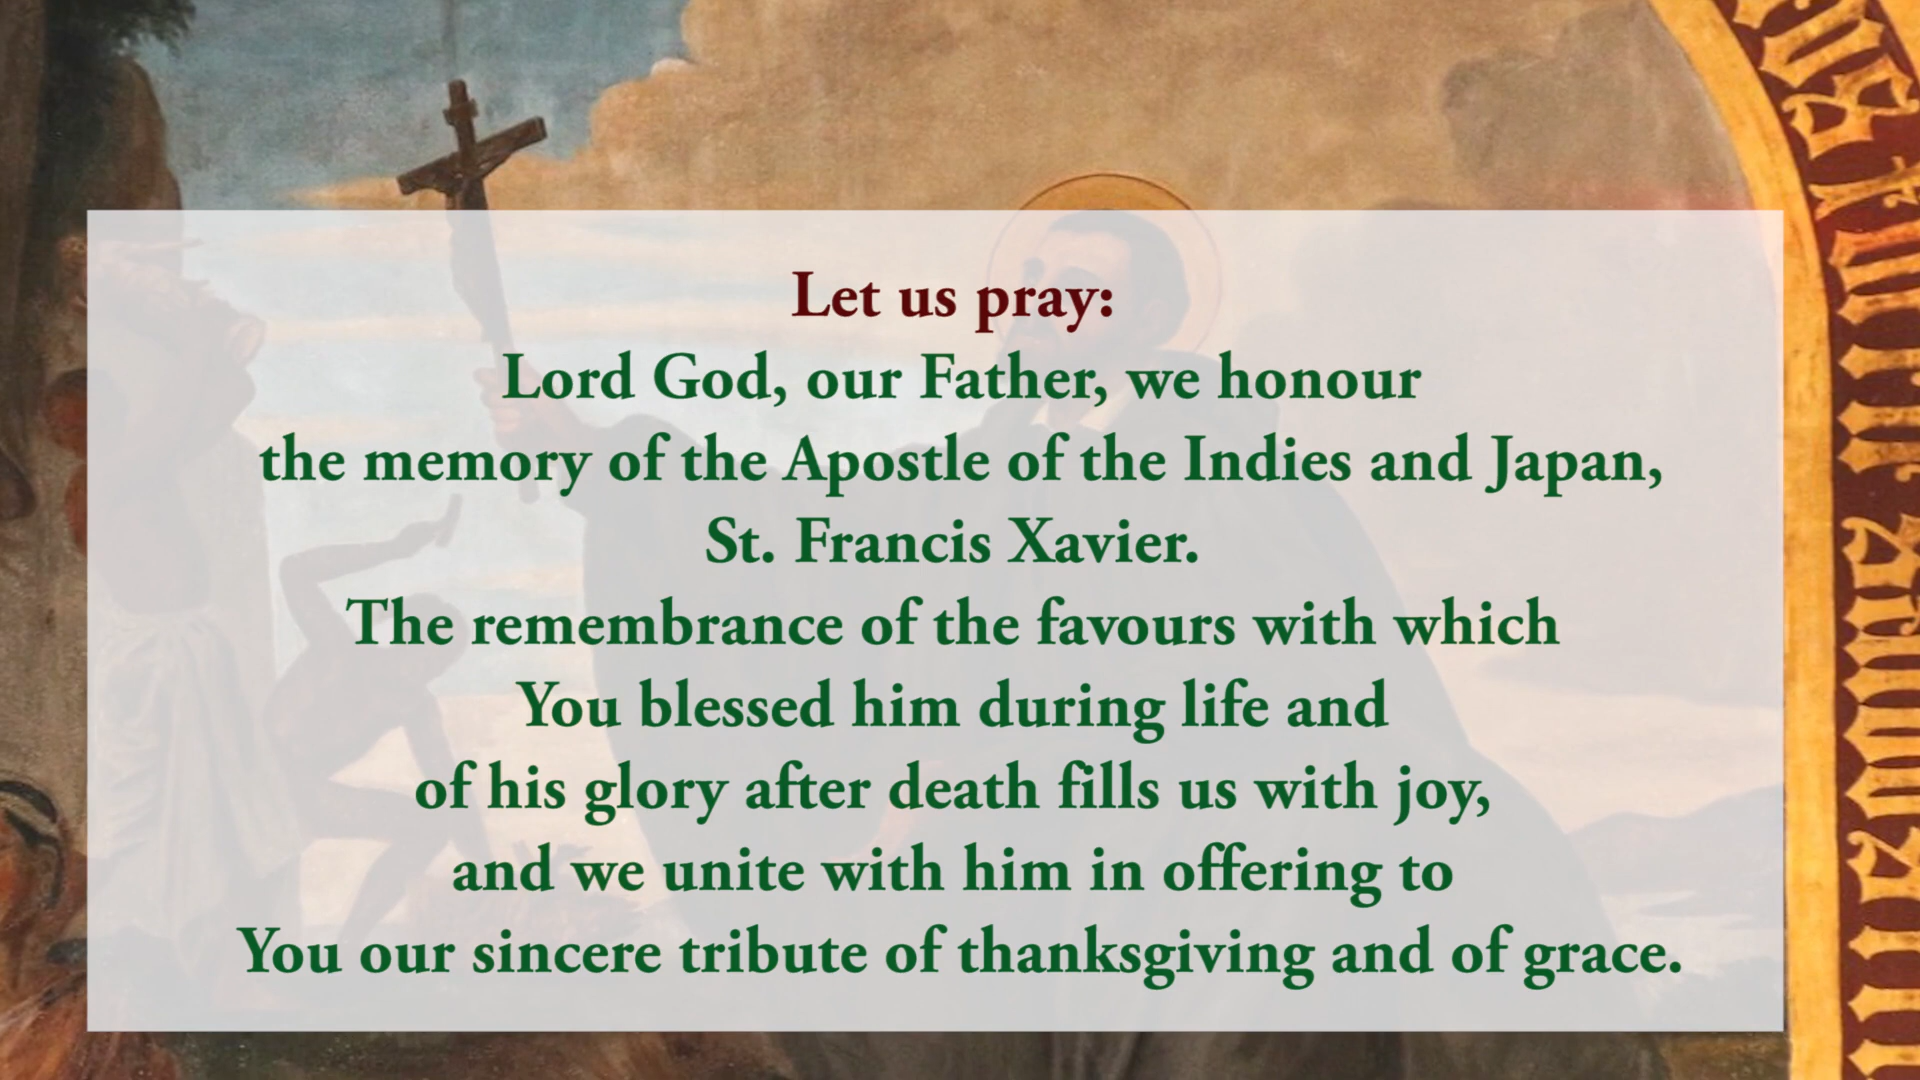 Let us pray:
Lord God, our Father, we honour
the memory of the Apostle of the Indies and Japan,
St. Francis Xavier.
The remembrance of the favours with which
You blessed him during life and
of his glory after death fills us with joy,
and we unite with him in offering to
You our sincere tribute of thanksgiving and of grace.